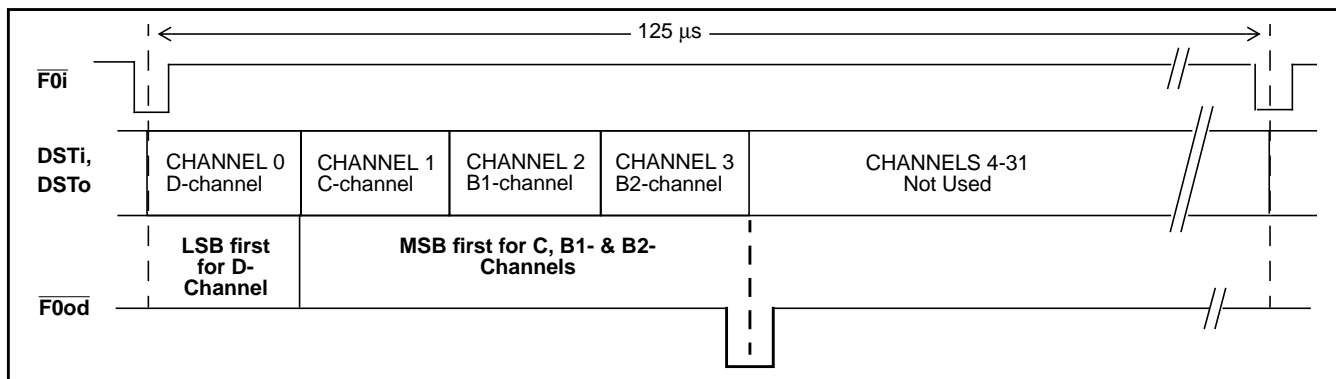 125 μs
F0i
DSTi,
DSTo
CHANNEL 0
D-channel
CHANNEL 1
C-channel
CHANNEL 2
B1-channel
CHANNEL 3
B2-channel
CHANNELS 4-31
Not Used
LSB first
for D-
Channel
MSB first for C, B1- & B2-
Channels
F0od